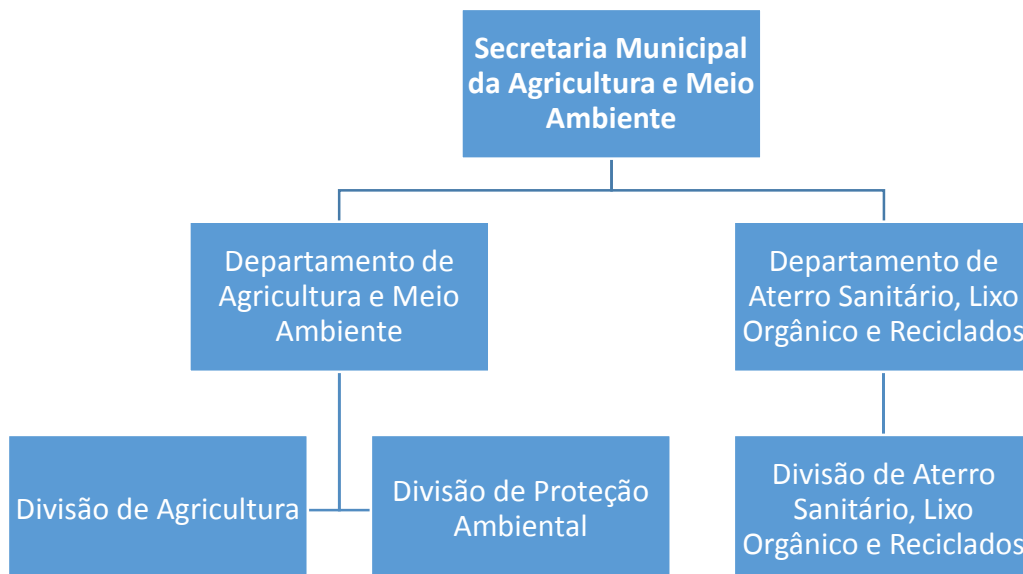 Secretaria Municipal
da Agricultura e Meio
Ambiente
Departamento de
Agricultura e Meio
Ambiente
Departamento de
Aterro Sanitário, Lixo
Orgânico e Reciclados
Divisão de Agricultura
Divisão de Proteção
Ambiental
Divisão de Aterro
Sanitário, Lixo
Orgânico e Reciclados